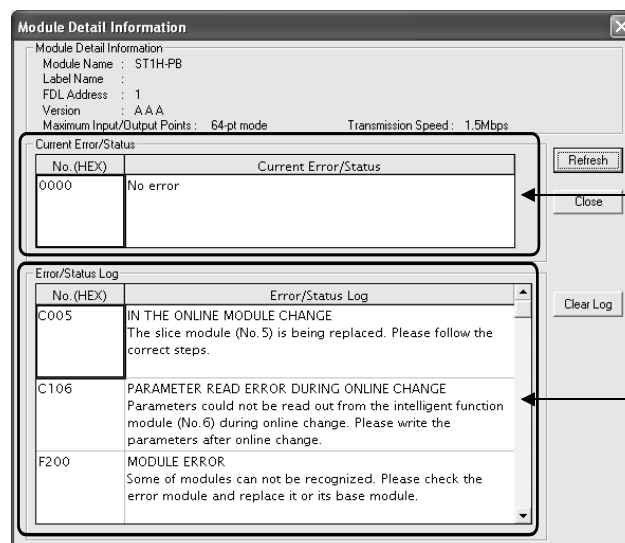 Module Detail Information
Module Detail Information
Module Name : ST1H-PB
Label Name :
FDL Address : 1
Version : A A A
Maximum Input/Output Points : 64-pt mode Transmission Speed : 1.5Mbps
Current Error/Status
No.(HEX) Current Error/Status
0000 No error
Refresh
Close
Error/Status Log
No.(HEX) Error/Status Log
C005 IN THE ONLINE MODULE CHANGE
The slice module (No.5) is being replaced. Please follow the
correct steps.
C106 PARAMETER READ ERROR DURING ONLINE CHANGE
Parameters could not be read out from the intelligent function
module (No.6) during online change. Please write the
parameters after online change.
F200 MODULE ERROR
Some of modules can not be recognized. Please check the
error module and replace it or its base module.
Clear Log